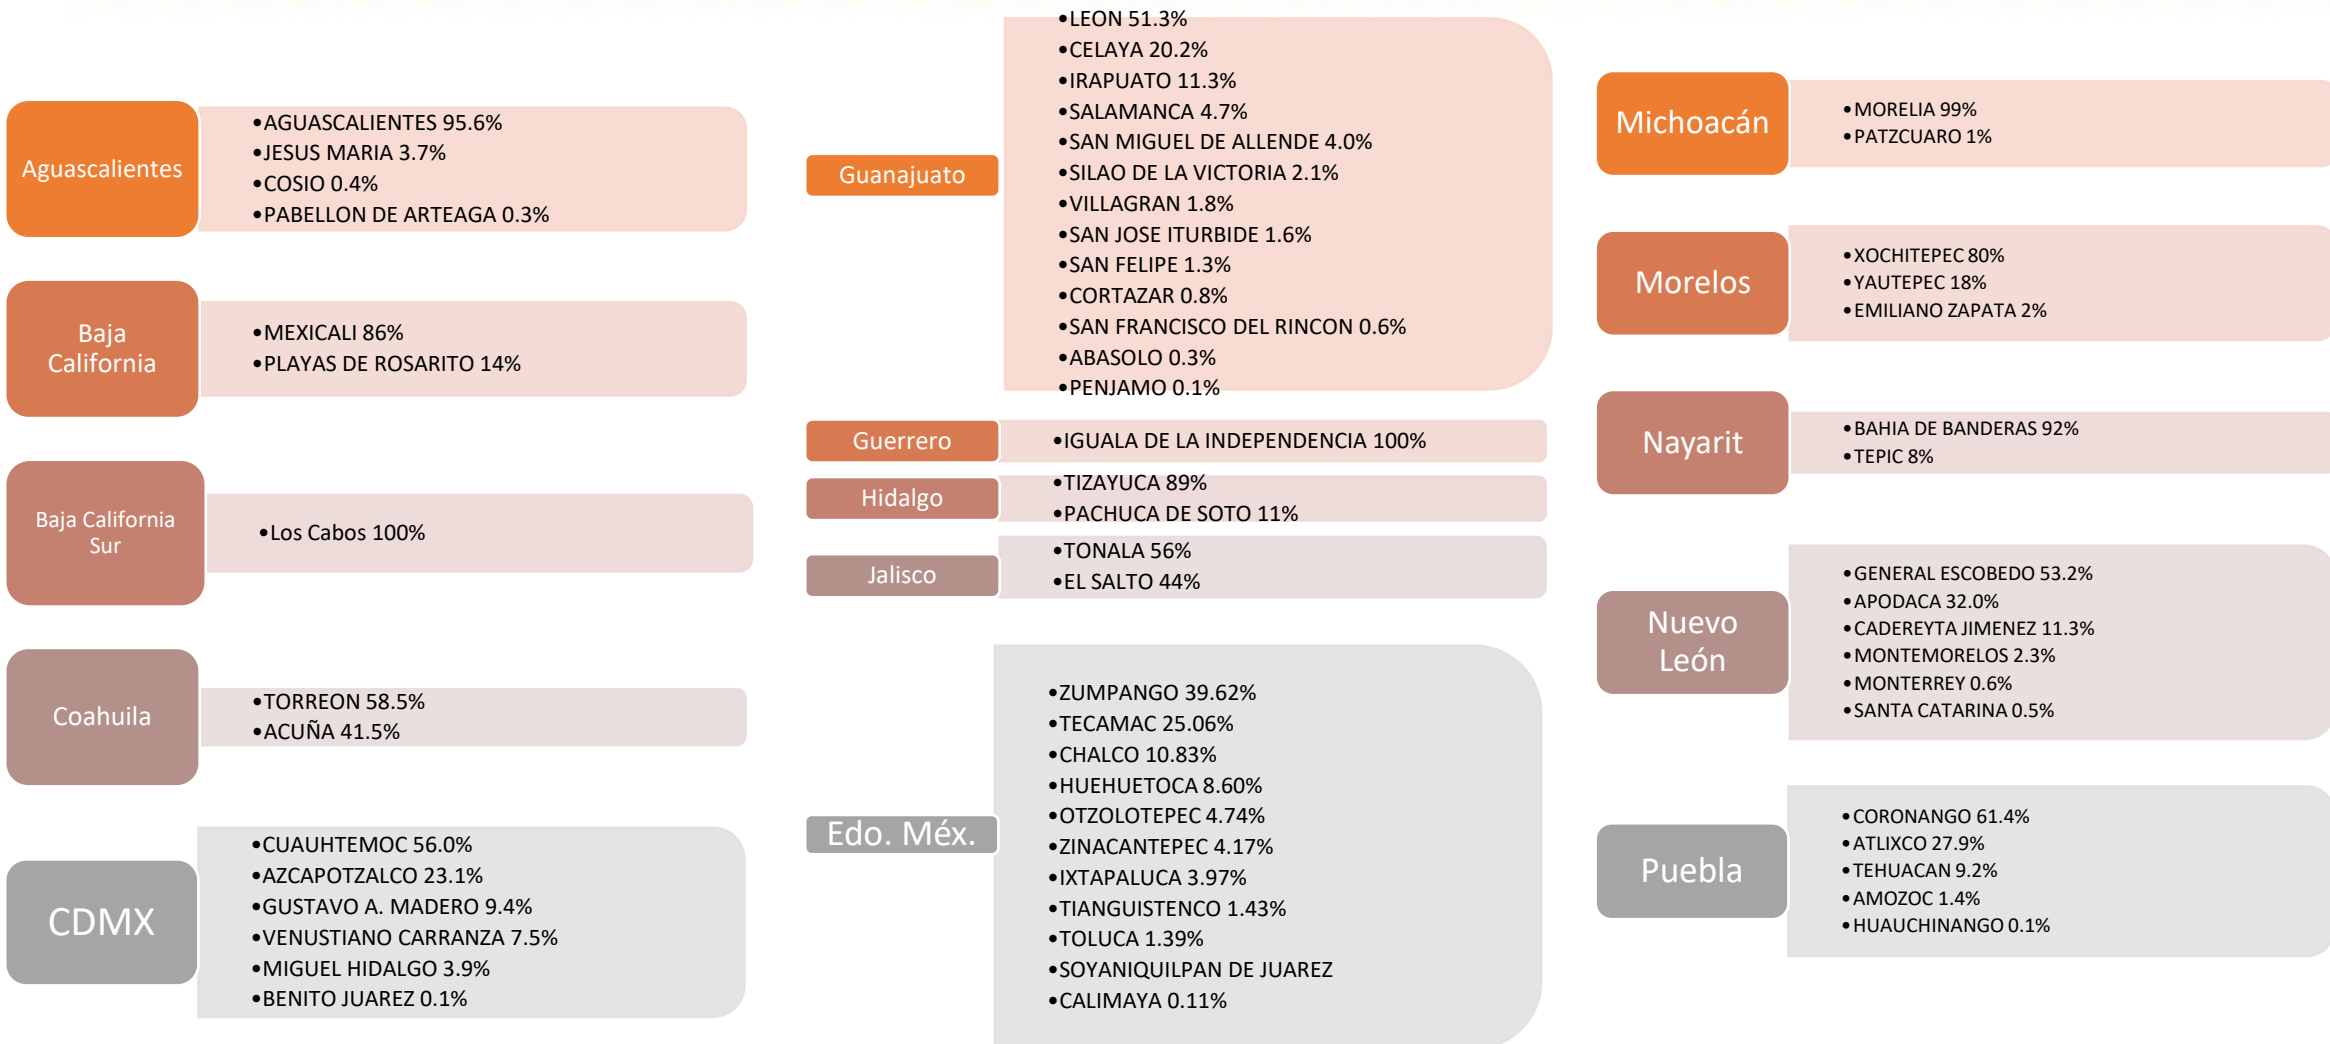 Aguascalientes
•AGUASCALIENTES 95.6%
•JESUS MARIA 3.7%
•COSIO 0.4%
•PABELLON DE ARTEAGA 0.3%
Baja
California
•MEXICALI 86%
•PLAYAS DE ROSARITO 14%
Baja California
Sur
•Los Cabos 100%
Coahuila
•TORREON 58.5%
•ACUÑA 41.5%
CDMX
•CUAUHTEMOC 56.0%
•AZCAPOTZALCO 23.1%
•GUSTAVO A. MADERO 9.4%
•VENUSTIANO CARRANZA 7.5%
•MIGUEL HIDALGO 3.9%
•BENITO JUAREZ 0.1%
Guanajuato
•LEON 51.3%
•CELAYA 20.2%
•IRAPUATO 11.3%
•SALAMANCA 4.7%
•SAN MIGUEL DE ALLENDE 4.0%
•SILAO DE LA VICTORIA 2.1%
•VILLAGRAN 1.8%
•SAN JOSE ITURBIDE 1.6%
•SAN FELIPE 1.3%
•CORTAZAR 0.8%
•SAN FRANCISCO DEL RINCON 0.6%
•ABASOLO 0.3%
•PENJAMO 0.1%
Guerrero
•IGUALA DE LA INDEPENDENCIA 100%
Hidalgo
•TIZAYUCA 89%
•PACHUCA DE SOTO 11%
Jalisco
•TONALA 56%
•EL SALTO 44%
Edo. Méx.
•ZUMPANGO 39.62%
•TECAMAC 25.06%
•CHALCO 10.83%
•HUEHUETOCA 8.60%
•OTZOLOTEPEC 4.74%
•ZINACANTEPEC 4.17%
•IXTAPALUCA 3.97%
•TIANGUISTENCO 1.43%
•TOLUCA 1.39%
•SOYANIQUILPAN DE JUAREZ
•CALIMAYA 0.11%
Michoacán
•MORELIA 99%
•PATZCUARO 1%
Morelos
•XOCHITEPEC 80%
•YAUTEPEC 18%
•EMILIANO ZAPATA 2%
Nayarit
•BAHIA DE BANDERAS 92%
•TEPIC 8%
Nuevo
León
•GENERAL ESCOBEDO 53.2%
•APODACA 32.0%
•CADEREYTA JIMENEZ 11.3%
•MONTEMORELOS 2.3%
•MONTERREY 0.6%
•SANTA CATARINA 0.5%
Puebla
•CORONANGO 61.4%
•ATLIXCO 27.9%
•TEHUACAN 9.2%
•AMOZOC 1.4%
•HUAUCHINANGO 0.1%